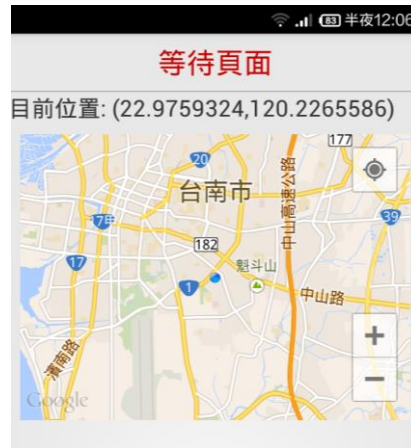 83 半夜12:06
等待頁面
目前位置: (22.9759324,120.2265586)
177
20
台南市
中山高速公路
7甲
39
182
17
魁斗山
1
中山路
濱南路
+
−
Google